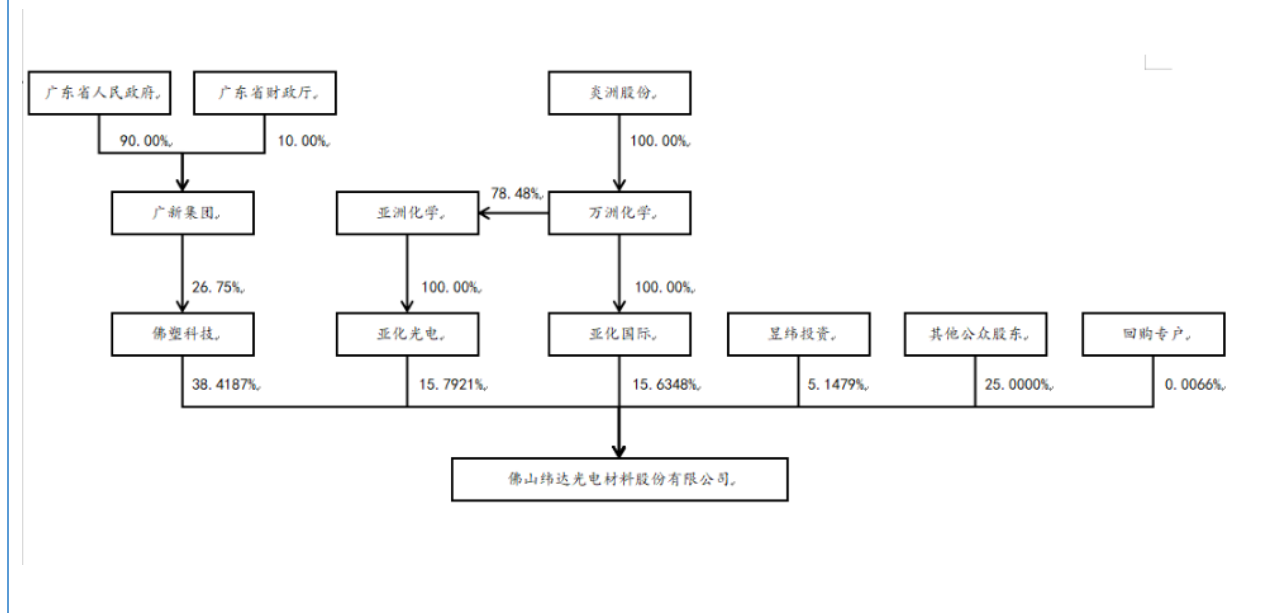 广东省人民政府
广东省财政厅
炎洲股份
90.00%
10.00%
100.00%
78.48%
广新集团
亚洲化学
万洲化学
26.75%
100.00%
100.00%
佛塑科技
亚化光电
亚化国际
昱纬投资
其他公众股东
回购专户
38.4187%
15.7921%
15.6348%
5.1479%
25.0000%
0.0066%
佛山纬达光电材料股份有限公司